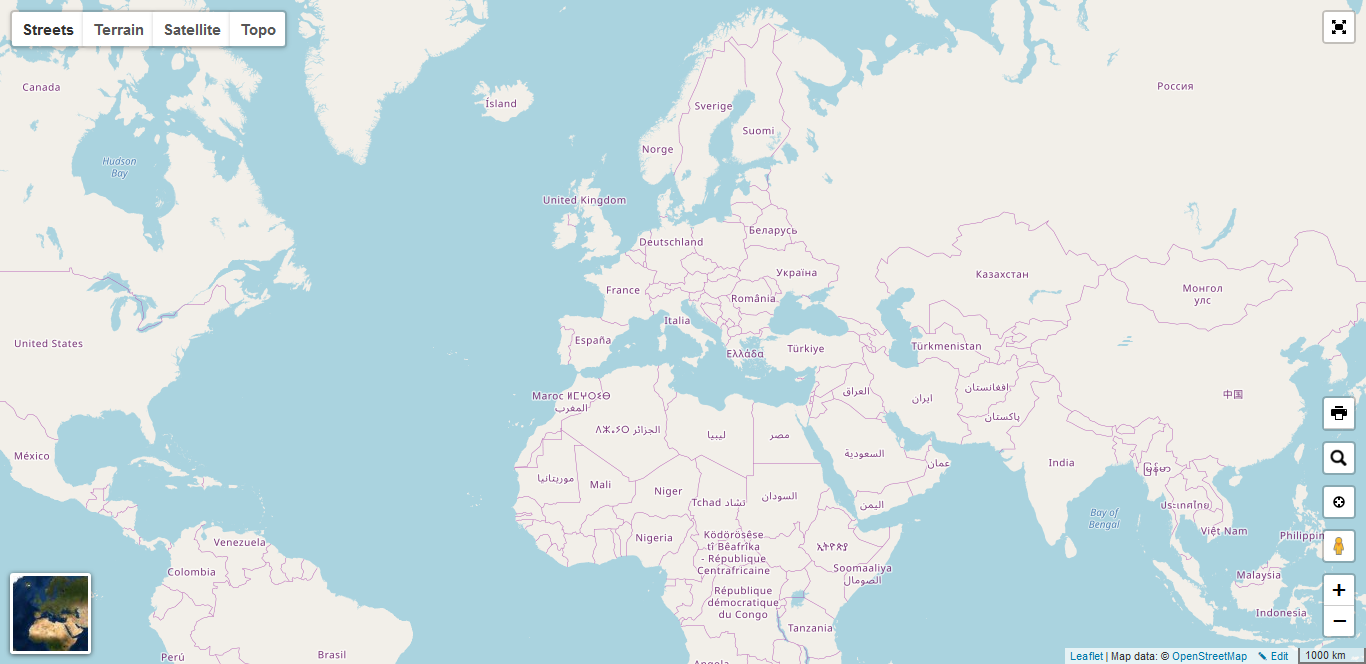 Streets
Terrain
Satellite
Topo
Canada
Ísland
Sverige
Россия
Suomi
Norge
Hudson
Bay
United Kingdom
Беларусь
Deutschland
Україна
Казахстан
France
România
Монгол
улс
Italia
United States
España
Ελλάδα
Türkiye
Türkmenistan
العراق
ایران
افغانستان
پاکستان
中国
Maroc ⵍⵎⵖⵔⵉⴱ
المغرب
الجزائر
ليبيا
مصر
México
السعودية
عمان
India
موريتانيا
Mali
Niger
Tchad تشاد
السودان
اليمن
Bay of
Bengal
ประเทศไทย
Việt Nam
Philippin
Venezuela
Nigeria
Ködörösêse
tî Bêafrîka
- République
Centrafricaine
ኢትዮጵያ
Soomaaliya
الصومال
Colombia
Malaysia
République
démocratique
du Congo
Indonesia
Tanzania
Perú
Brasil
Angola
+
−
Leaflet | Map data: © OpenStreetMap Edit
1000 km